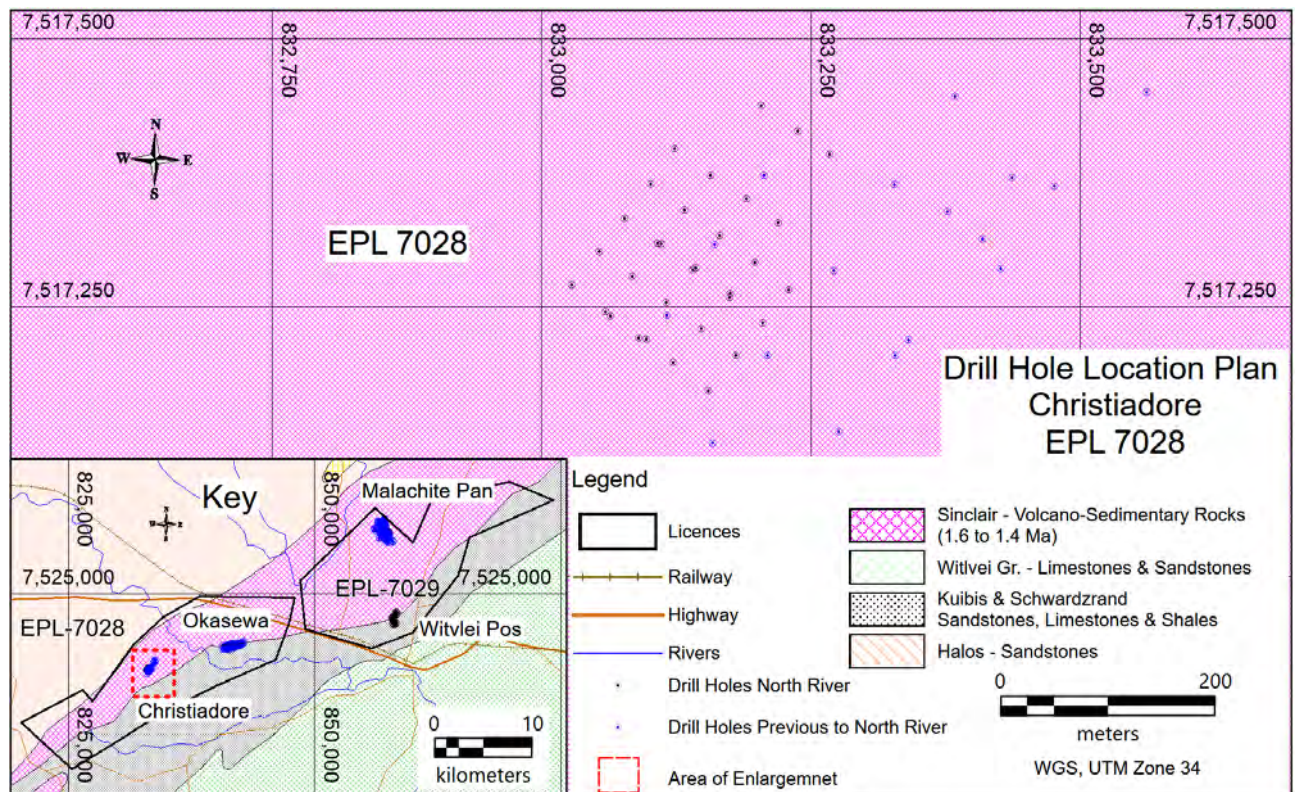 7,517,500
832,750
833,000
833,250
833,500
7,517,500
N
W
E
S
EPL 7028
7,517,250
7,517,250
Drill Hole Location Plan
Christiadore
EPL 7028
825,000
Key
850,000
Malachite Pan
N
W
E
S
7,525,000
EPL-7029
7,525,000
EPL-7028
Okasewa
Witvlei Pos
Christiadore
825,000
850,000
0
10
kilometers
Legend
Licences
Railway
Highway
Rivers
Drill Holes North River
Drill Holes Previous to North River
Area of Enlargemnet
Sinclair - Volcano-Sedimentary Rocks
(1.6 to 1.4 Ma)
Witlvei Gr. - Limestones & Sandstones
Kuibis & Schwardzrand
Sandstones, Limestones & Shales
Halos - Sandstones
0
200
meters
WGS, UTM Zone 34